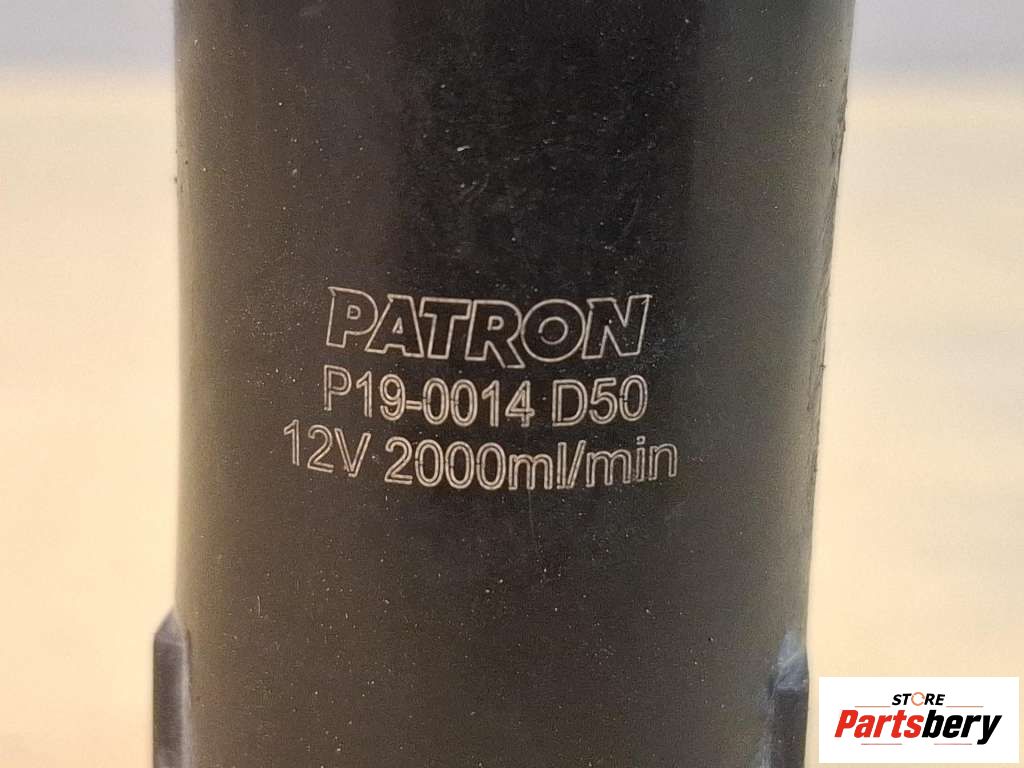 PATRON
P19-0014 D50
12V 2000ml/min
STORE
Partsbery